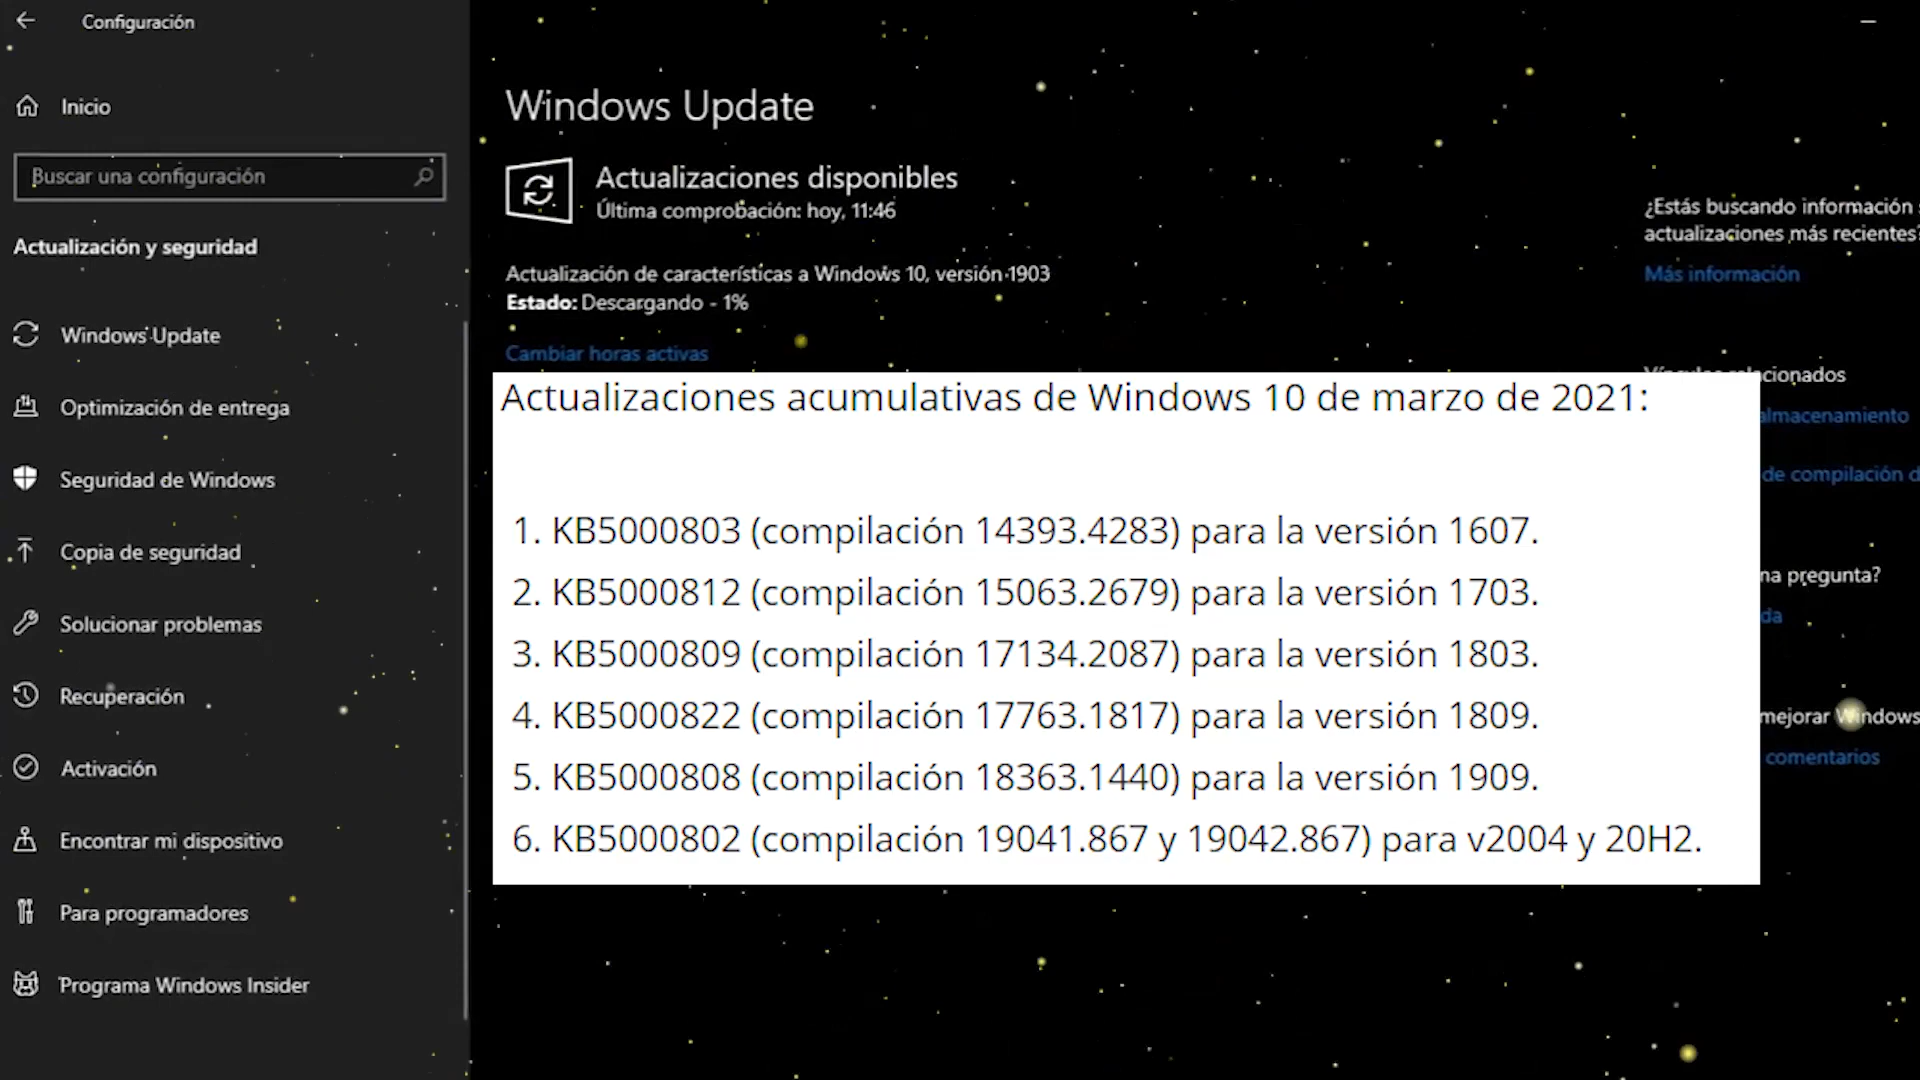 Configuración
Inicio
Buscar una configuración
Actualización y seguridad
Windows Update
Optimización de entrega
Seguridad de Windows
Copia de seguridad
Solucionar problemas
Recuperación
Activación
Encontrar mi dispositivo
Para programadores
Programa Windows Insider
Windows Update
Actualizaciones disponibles
Última comprobación: hoy, 11:46
Actualización de características a Windows 10, versión 1903
Estado: Descargando - 1%
Cambiar horas activas
Actualizaciones acumulativas de Windows 10 de marzo de 2021:
1. KB5000803 (compilación 14393.4283) para la versión 1607.
2. KB5000812 (compilación 15063.2679) para la versión 1703.
3. KB5000809 (compilación 17134.2087) para la versión 1803.
4. KB5000822 (compilación 17763.1817) para la versión 1809.
5. KB5000808 (compilación 18363.1440) para la versión 1909.
6. KB5000802 (compilación 19041.867 y 19042.867) para v2004 y 20H2.
¿Estás buscando información
actualizaciones más recientes?
Más información
almacenamiento
de compilación
pregunta?
mejorar Windows
comentarios